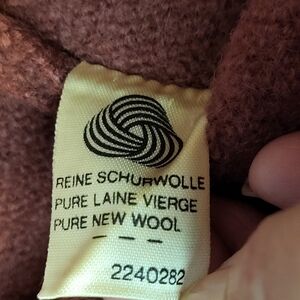 REINE SCHURWOLLE
PURE LAINE VIERGE
PURE NEW WOOL
– – –
2240282